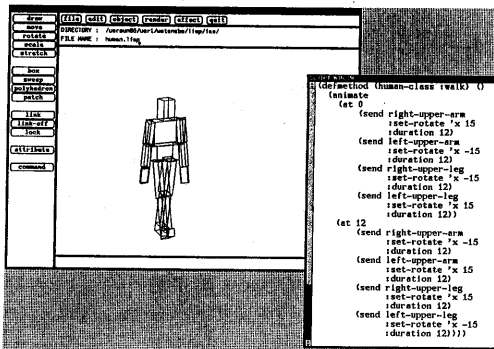 draw
move
rotate
scale
stretch
box
sweep
polyhedron
patch
link
link-off
lock
attribute
command
file edit object render effect quit
DIRECTORY :
FILE NAME : human.lisp
(defmethod (human-class :walk) ()
(animate
(at 0
(send right-upper-arm
:set-rotate 'x 15
:duration 12)
(send left-upper-arm
:set-rotate 'x -15
:duration 12)
(send right-upper-leg
:set-rotate 'x -15
:duration 12)
(send left-upper-leg
:set-rotate 'x 15
:duration 12))
(at 12
(send right-upper-arm
:set-rotate 'x -15
:duration 12)
(send left-upper-arm
:set-rotate 'x 15
:duration 12)
(send right-upper-leg
:set-rotate 'x 15
:duration 12)
(send left-upper-leg
:set-rotate 'x -15
:duration 12))))